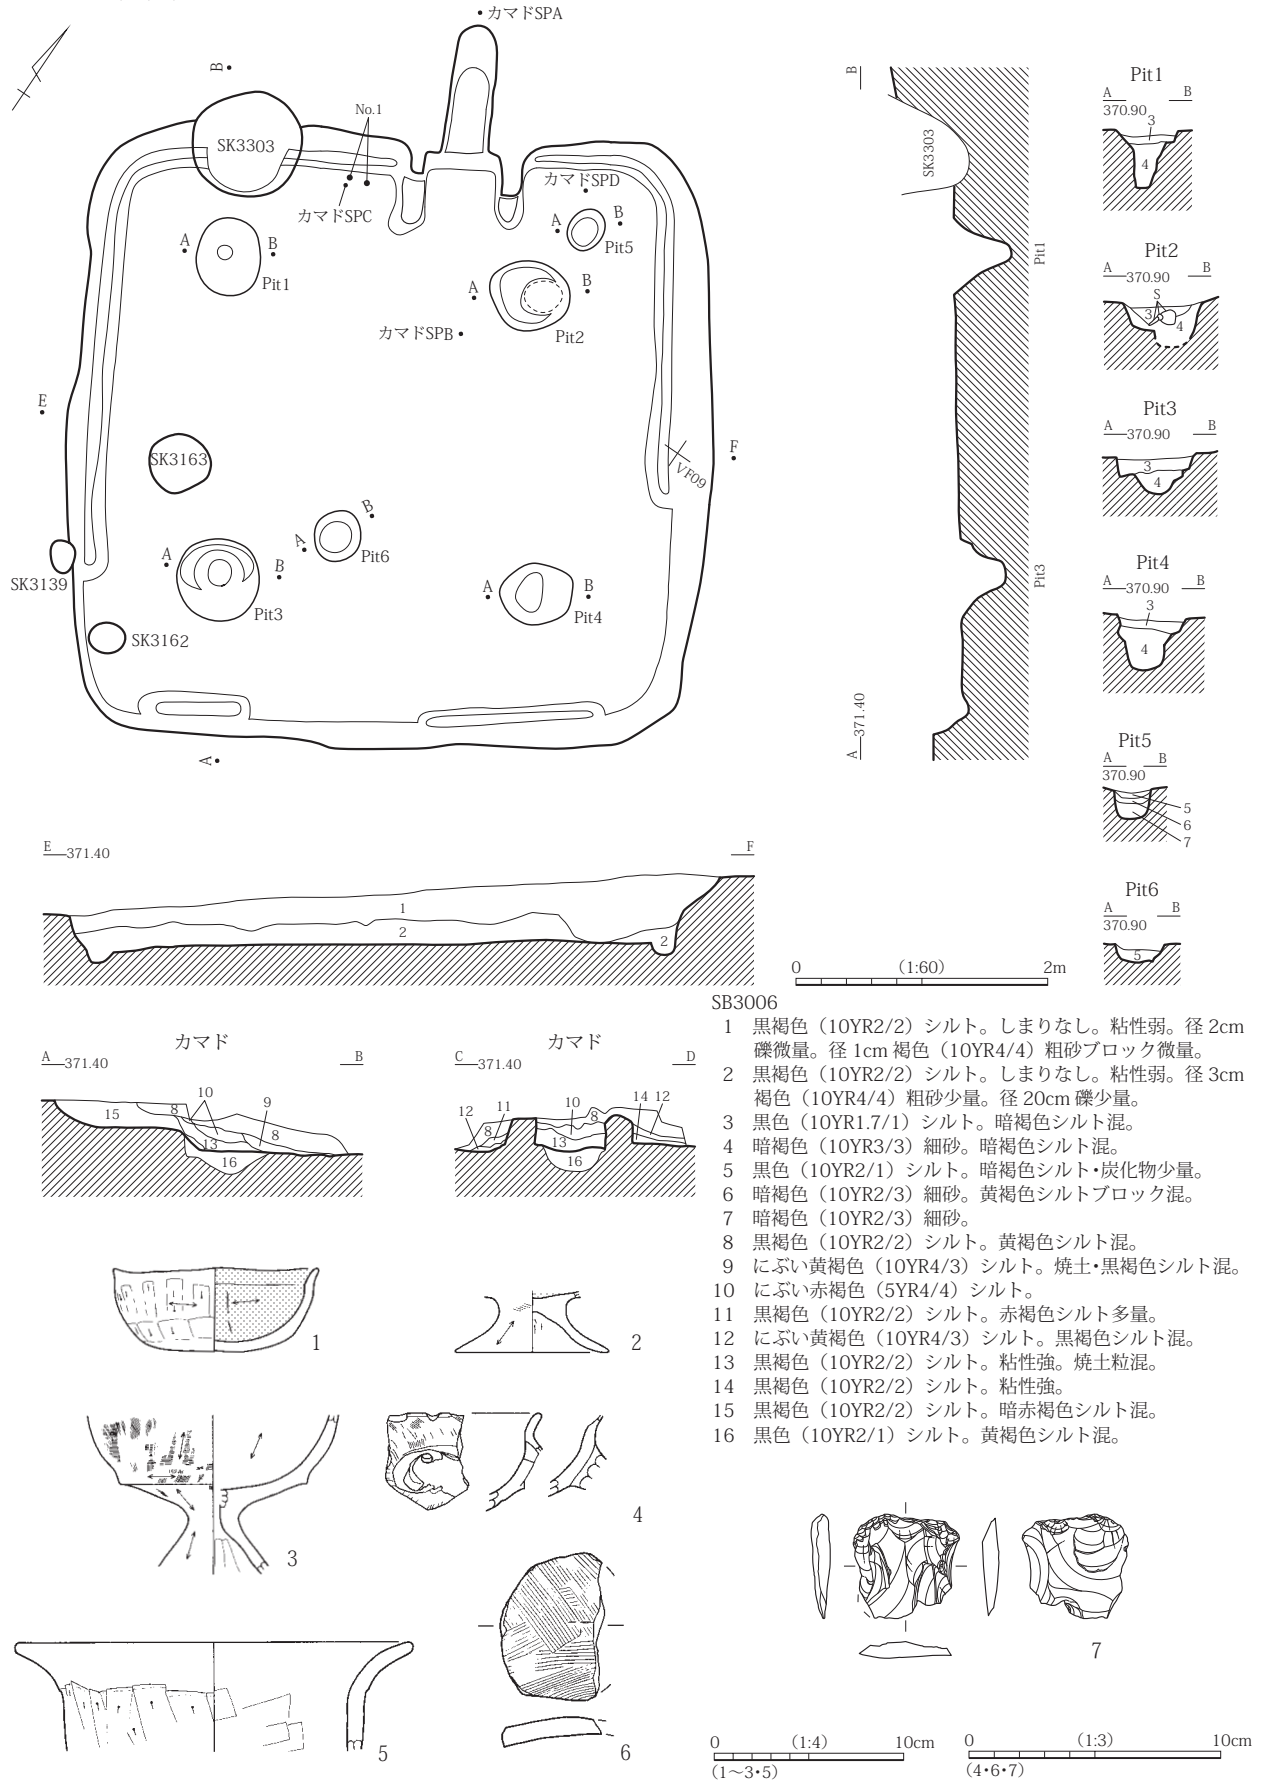 カマドSPA
B
No.1
SK3303
カマドSPD
カマドSPC
A
B
Pit5
A
B
Pit1
A
B
Pit2
カマドSPB
E
SK3163
F
VF09
B
A
Pit6
A
B
Pit3
SK3139
A
B
Pit4
SK3162
A
B
SK3303
Pit1
Pit3
A
371.40
Pit1
A
B
370.90
3
4
Pit2
A
B
370.90
S
3
4
Pit3
A
B
370.90
3
4
Pit4
A
B
370.90
3
4
Pit5
A
B
370.90
5
6
7
Pit6
A
B
370.90
5
E
371.40
F
1
2
2
0
(1:60)
2m
カマド
A
371.40
B
10
9
8
15
13
8
16
カマド
C
371.40
D
12
11
10
14
12
8
8
13
16
SB3006
1 黒褐色（10YR2/2）シルト。しまりなし。粘性弱。径 2cm
礫微量。径 1cm 褐色（10YR4/4）粗砂ブロック微量。
2 黒褐色（10YR2/2）シルト。しまりなし。粘性弱。径 3cm
褐色（10YR4/4）粗砂少量。径 20cm 礫少量。
3 黒色（10YR1.7/1）シルト。暗褐色シルト混。
4 暗褐色（10YR3/3）細砂。暗褐色シルト混。
5 黒色（10YR2/1）シルト。暗褐色シルト・炭化物少量。
6 暗褐色（10YR2/3）細砂。黄褐色シルトブロック混。
7 暗褐色（10YR2/3）細砂。
8 黒褐色（10YR2/2）シルト。黄褐色シルト混。
9 にぶい黄褐色（10YR4/3）シルト。焼土・黒褐色シルト混。
10 にぶい赤褐色（5YR4/4）シルト。
11 黒褐色（10YR2/2）シルト。赤褐色シルト多量。
12 にぶい黄褐色（10YR4/3）シルト。黒褐色シルト混。
13 黒褐色（10YR2/2）シルト。粘性強。焼土粒混。
14 黒褐色（10YR2/2）シルト。粘性強。
15 黒褐色（10YR2/2）シルト。暗赤褐色シルト混。
16 黒色（10YR2/1）シルト。黄褐色シルト混。
1
2
3
4
5
6
7
0
(1:4)
10cm
(1～3・5)
0
(1:3)
10cm
(4・6・7)